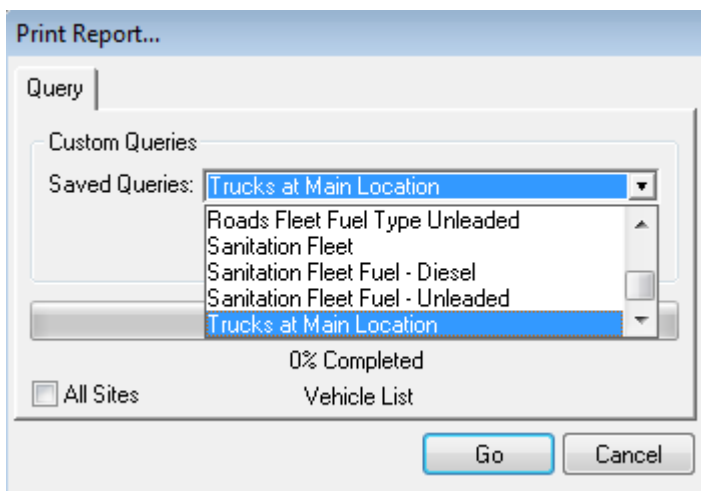 Print Report...
Query
Custom Queries
Saved Queries: Trucks at Main Location
Roads Fleet Fuel Type Unleaded
Sanitation Fleet
Sanitation Fleet Fuel - Diesel
Sanitation Fleet Fuel - Unleaded
Trucks at Main Location
0% Completed
All Sites Vehicle List
Go Cancel